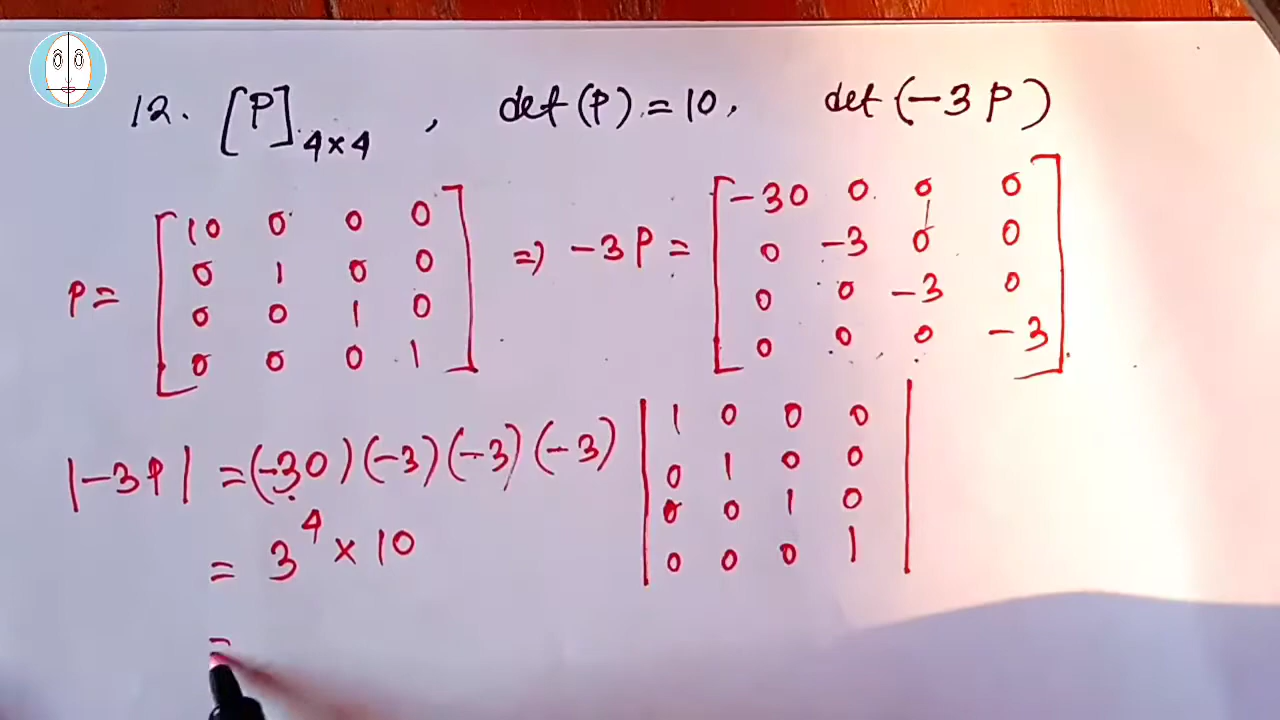 12. [P]4×4 , det(P) = 10, det(-3P)
P = [10 0 0 0 ⇒ -3P = [-30 0 0 0
0 1 0 0 0 -3 0 0
0 0 1 0 0 0 -3 0
0 0 0 1] 0 0 0 -3]
|-3P| = (-30)(-3)(-3)(-3) |1 0 0 0
0 1 0 0
0 0 1 0
0 0 0 1|
= 3^4 × 10
=